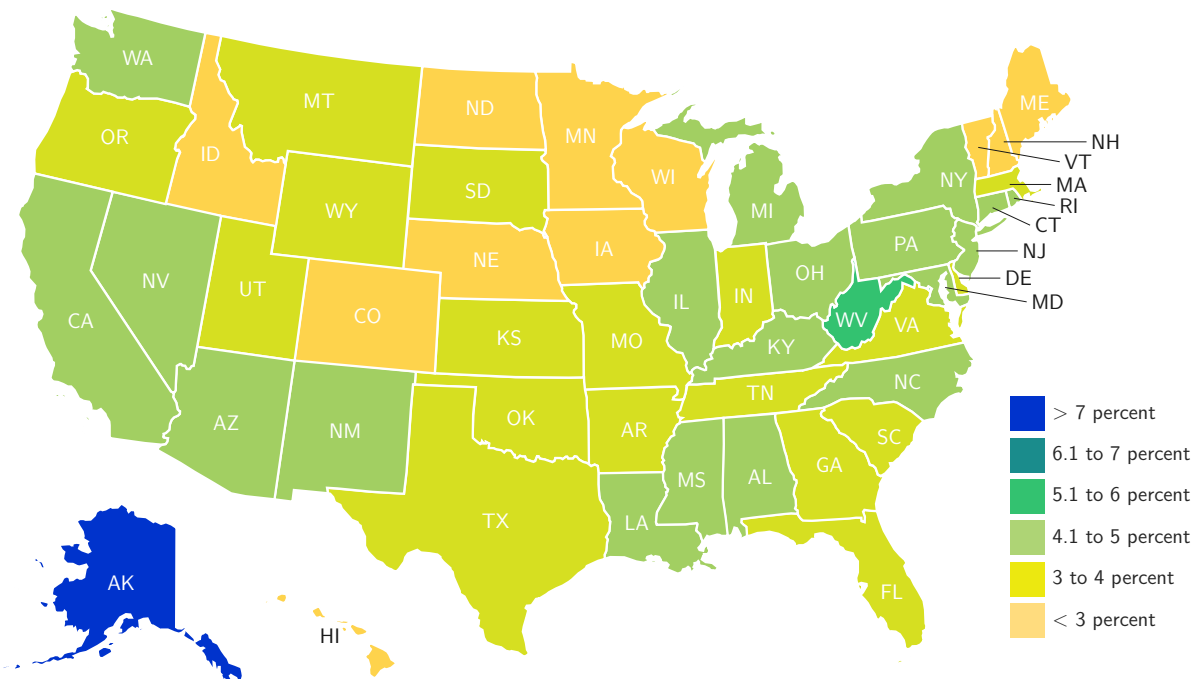 WA
MT
ND
MN
ME
OR
ID
NH
VT
WI
NY
MA
SD
RI
WY
MI
CT
PA
NJ
IA
NE
OH
DE
NV
UT
IN
MD
IL
CO
WV
CA
VA
KS
MO
KY
NC
TN
OK
AZ
NM
AR
SC
GA
MS
AL
TX
LA
AK
FL
HI
> 7 percent
6.1 to 7 percent
5.1 to 6 percent
4.1 to 5 percent
3 to 4 percent
< 3 percent